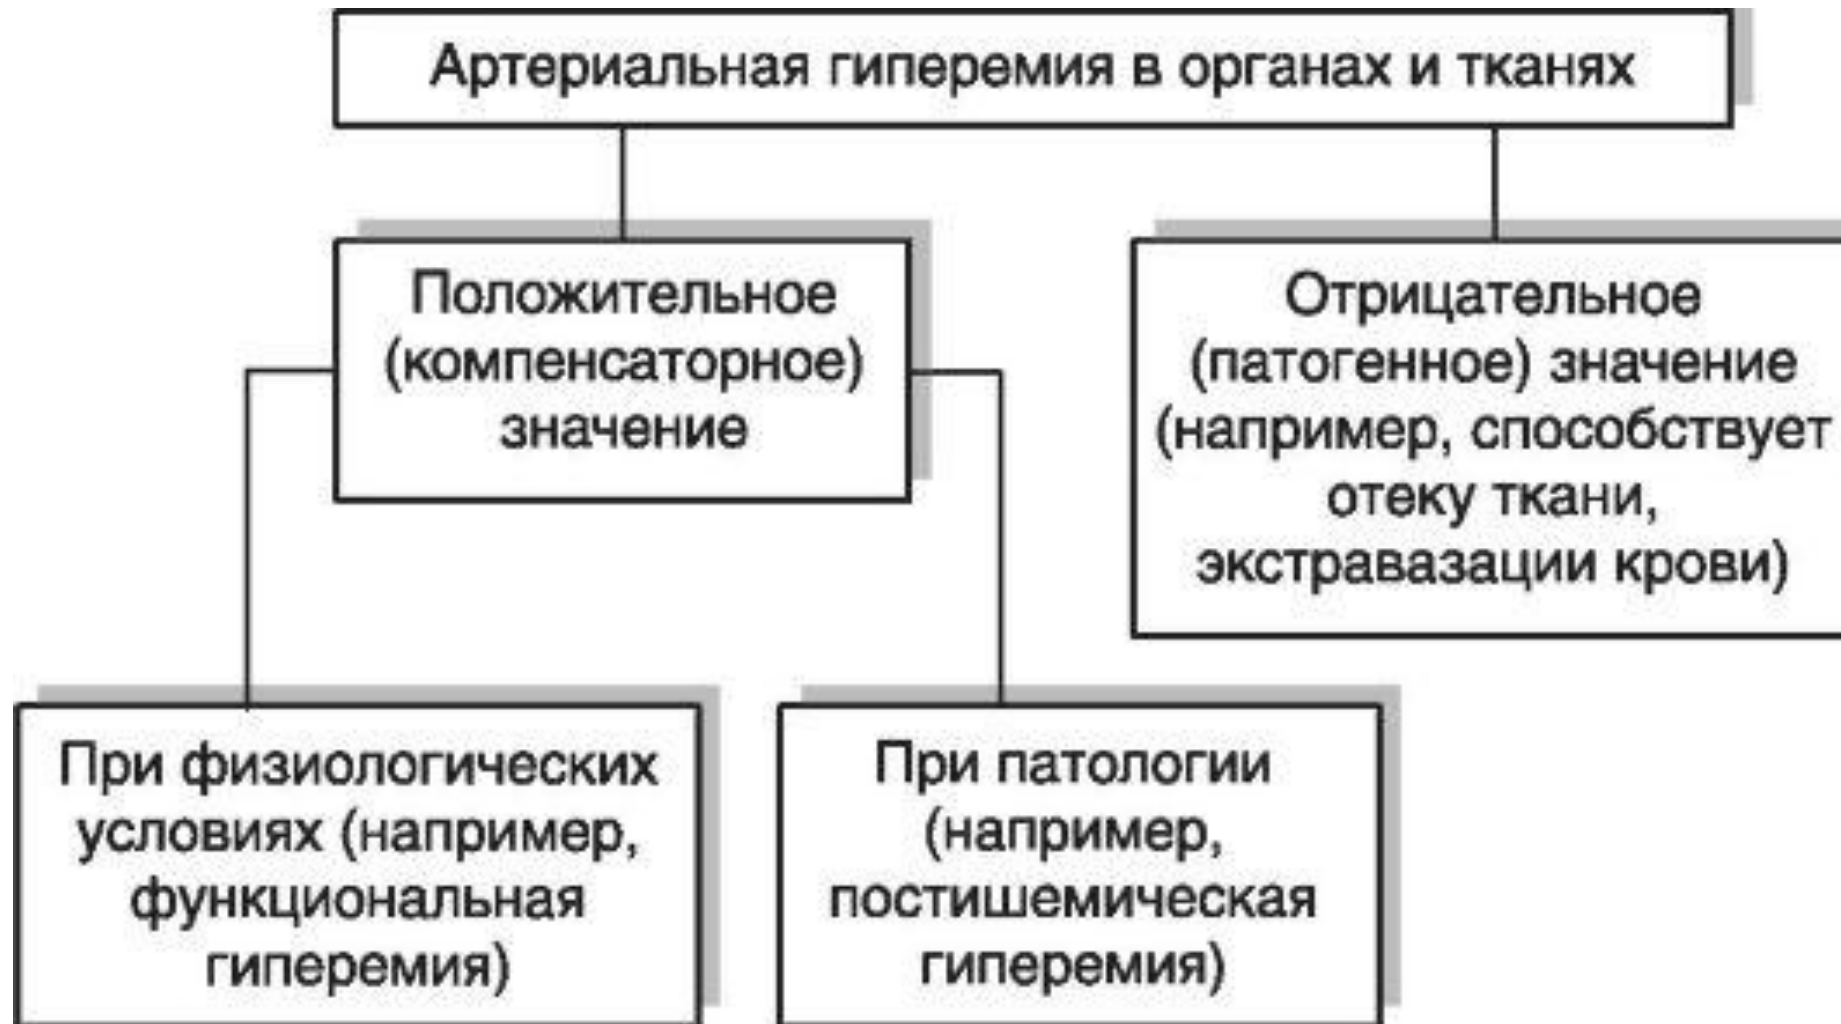 Артериальная гиперемия в органах и тканях
Положительное
(компенсаторное)
значение
Отрицательное
(патогенное) значение
(например, способствует
отеку ткани,
экстравазации крови)
При физиологических
условиях (например,
функциональная
гиперемия)
При патологии
(например,
постишемическая
гиперемия)